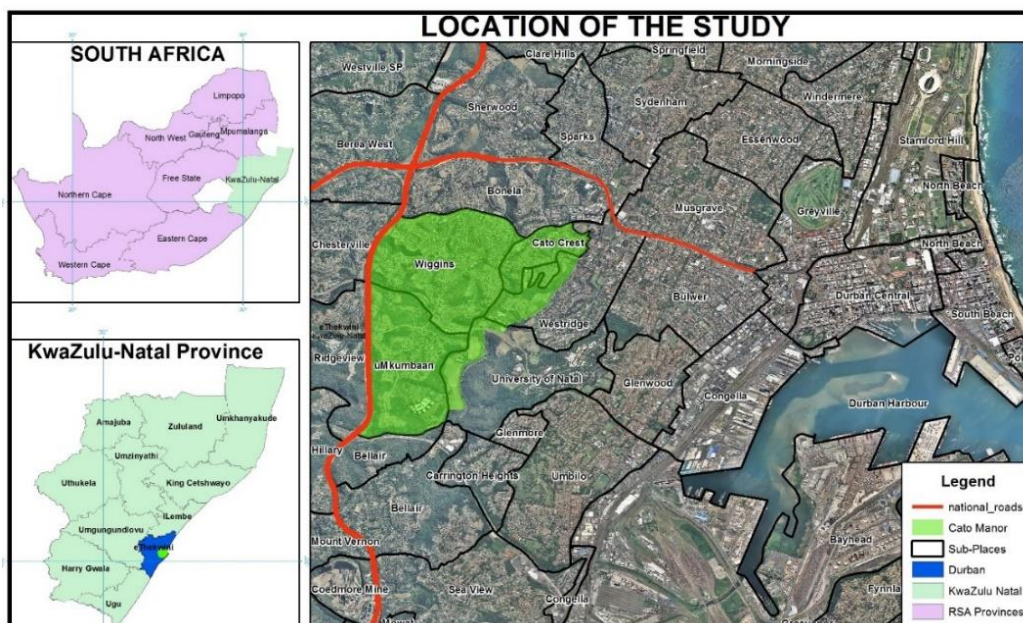 LOCATION OF THE STUDY
SOUTH AFRICA
Limpopo
North West
Gauteng
Mpumalanga
Free State
KwaZulu-Natal
Northern Cape
Eastern Cape
Western Cape
KwaZulu-Natal Province
Amajuba
Zululand
Umkhanyakude
Umzinyathi
Uthukela
King Cetshwayo
iLembe
Umgungundlovu
eThekwini
Harry Gwala
Ugu
Westville SP
Clare Hills
Springfield
Morningside
Sherwood
Sydenham
Windermere
Berea West
Sparks
Essenwood
Stamford Hill
Bonela
North Beach
Musgrave
Greyville
Chesterville
Cato Crest
North Beach
Wiggins
Bulwer
Durban Central
South Beach
eThekwini
KwaZulu-Natal
Westridge
Ridgeview
uMkumbaan
University of Natal
Glenwood
Congella
Durban Harbour
Hillary
Bellair
Glenmore
Carrington Heights
Umbilo
Bellair
Mount Vernon
Bayhead
Coedmore Mine
Sea View
Congella
Legend
national_roads
Cato Manor
Sub-Places
Durban
KwaZulu Natal
RSA Provinces